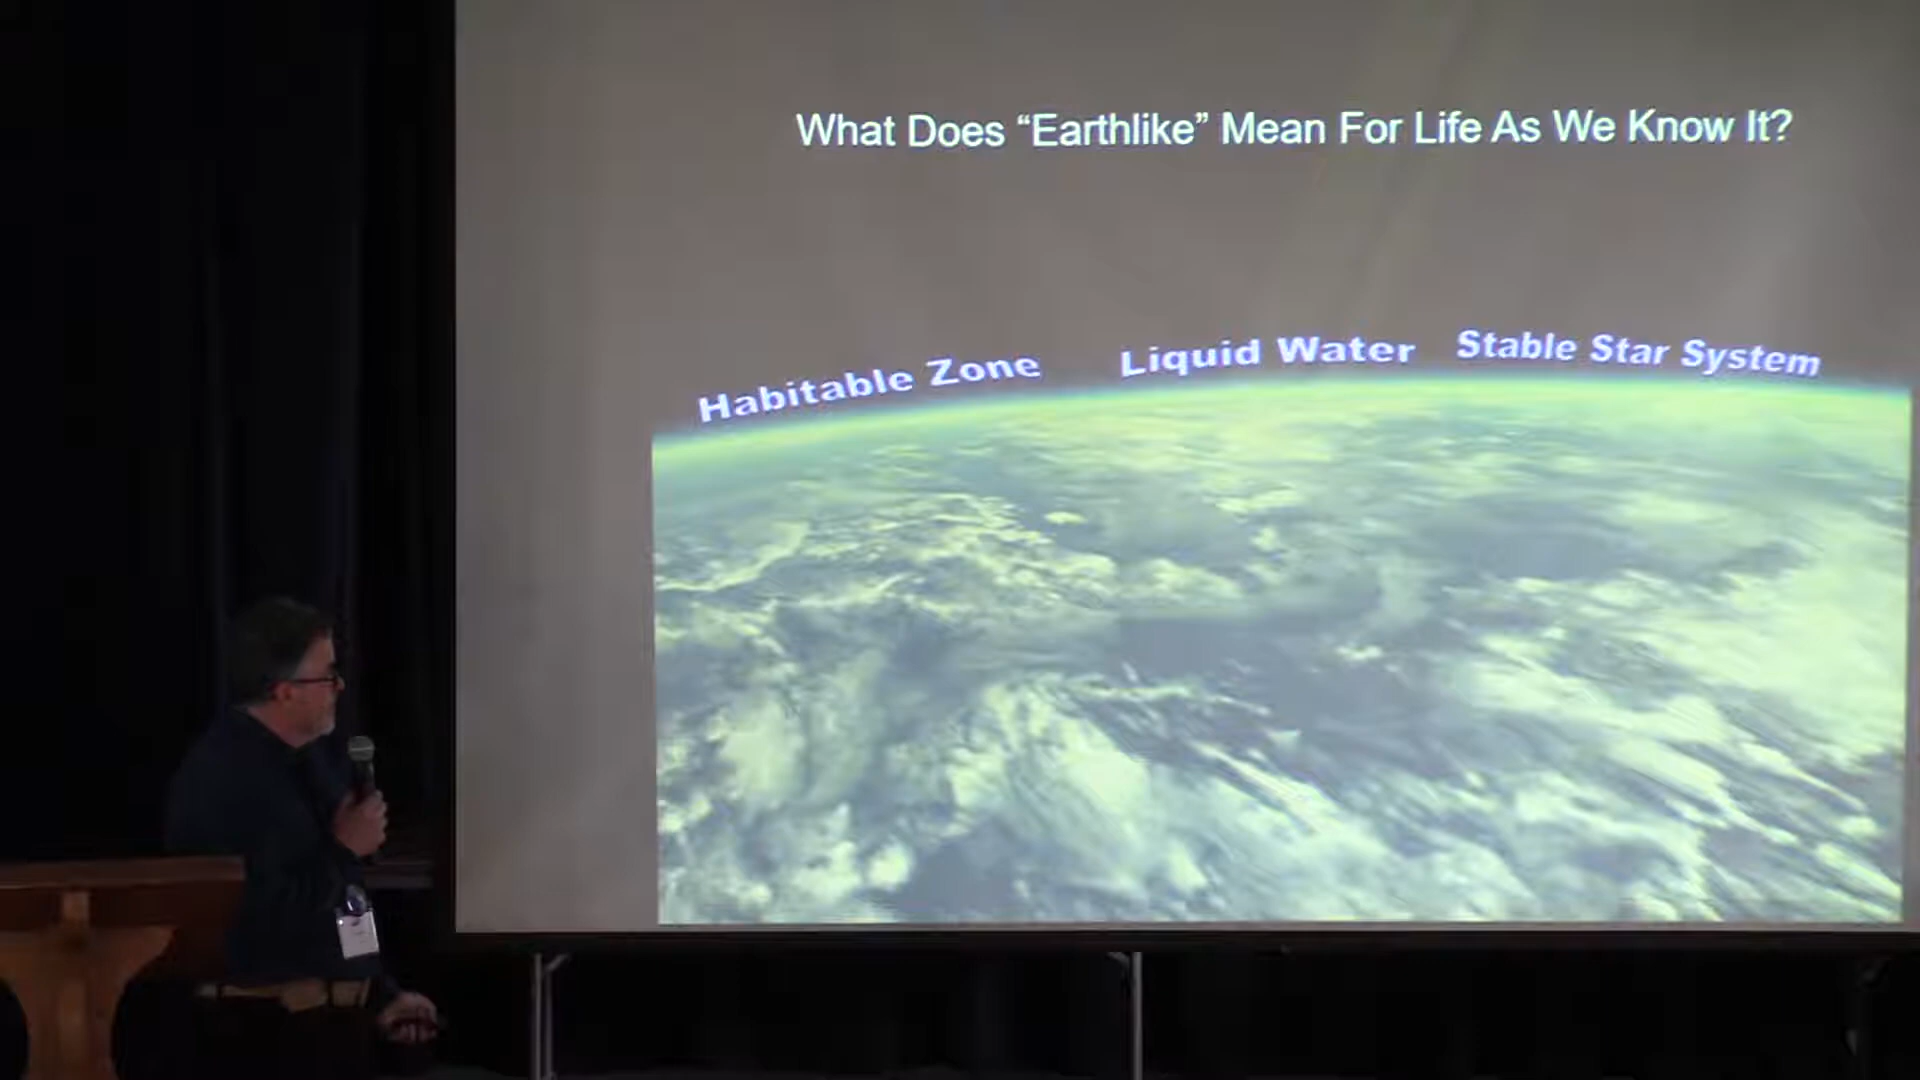 What Does “Earthlike” Mean For Life As We Know It?
Habitable Zone Liquid Water Stable Star System